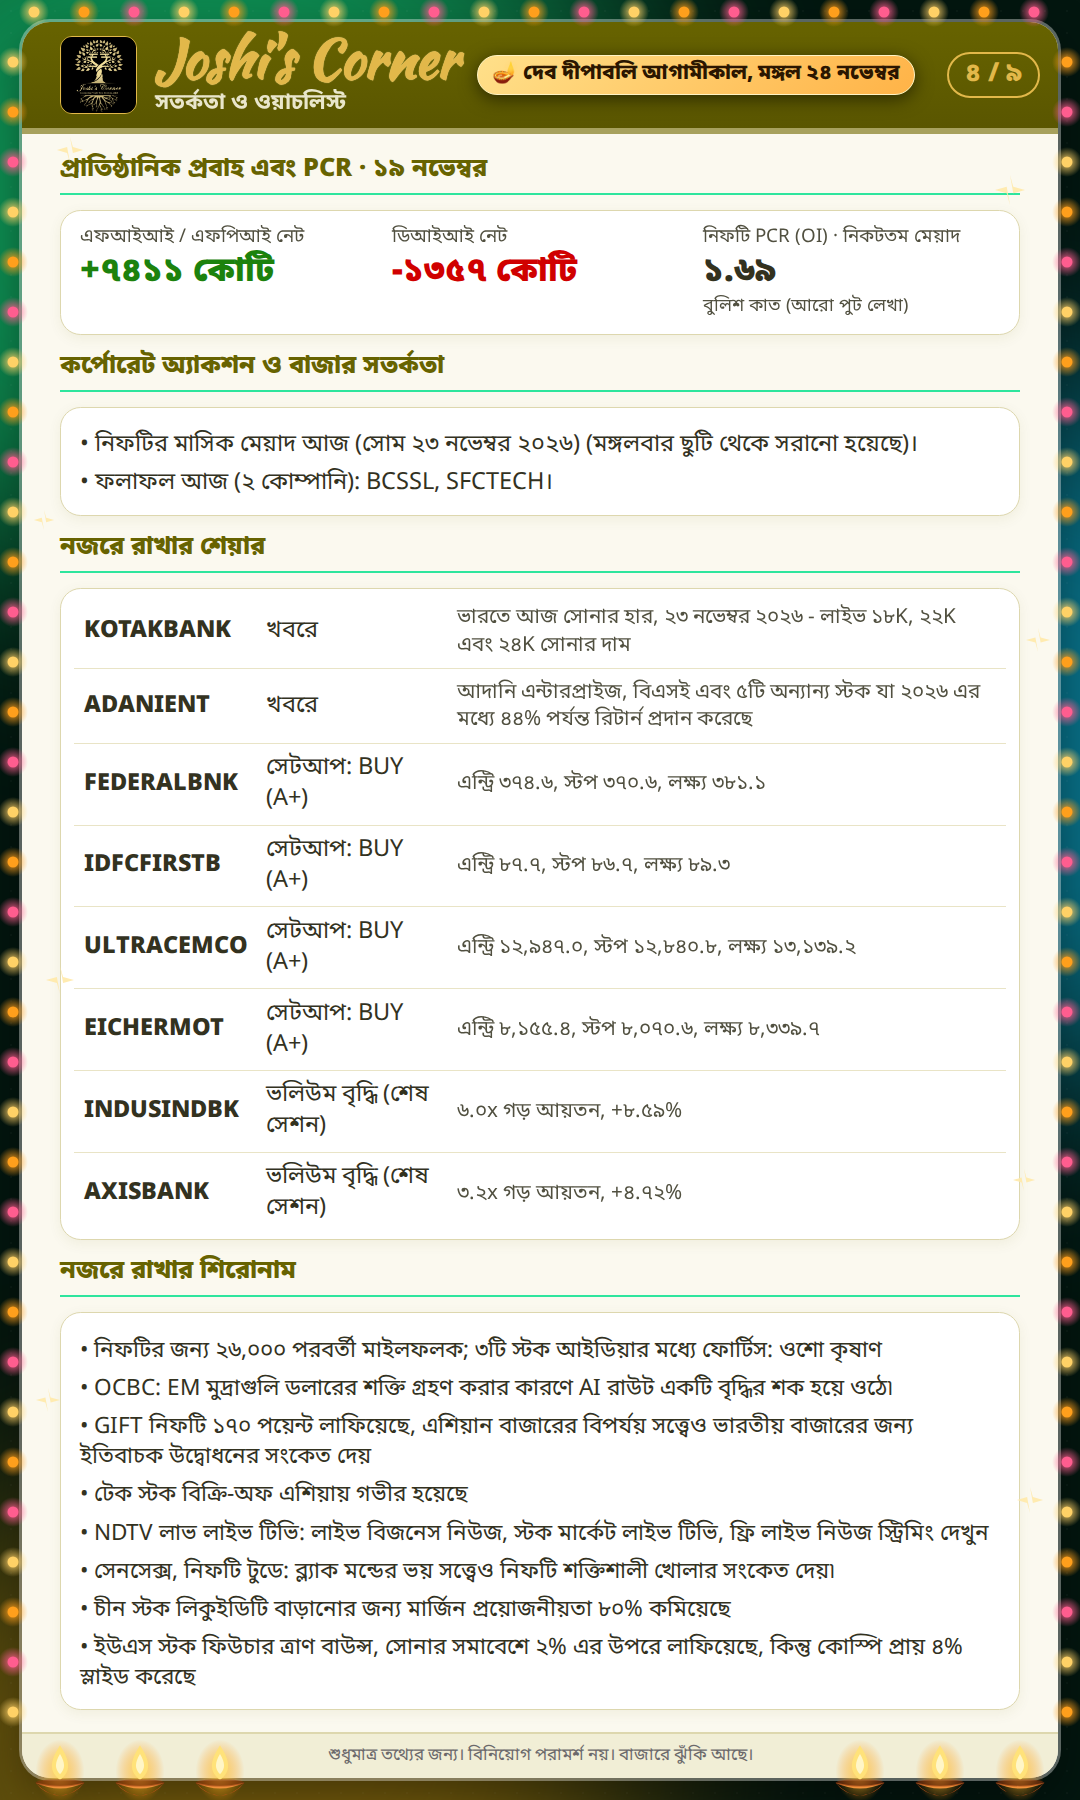 Joshi's Corner
Joshi's Corner
সতর্কতা ও ওয়াচলিস্ট
দেব দীপাবলি আগামীকাল, মঙ্গল ২৪ নভেম্বর
৪ / ৯
প্রাতিষ্ঠানিক প্রবাহ এবং PCR · ১৯ নভেম্বর
এফআইআই / এফপিআই নেট
+৭৪১১ কোটি
ডিআইআই নেট
-১৩৫৭ কোটি
নিফটি PCR (OI) · নিকটতম মেয়াদ
১.৬৯
বুলিশ কাত (আরো পুট লেখা)
কর্পোরেট অ্যাকশন ও বাজার সতর্কতা
• নিফটির মাসিক মেয়াদ আজ (সোম ২৩ নভেম্বর ২০২৬) (মঙ্গলবার ছুটি থেকে সরানো হয়েছে)।
• ফলাফল আজ (২ কোম্পানি): BCSSL, SFCTECH।
নজরে রাখার শেয়ার
KOTAKBANK খবরে ভারতে আজ সোনার হার, ২৩ নভেম্বর ২০২৬ - লাইভ ১৮K, ২২K
এবং ২৪K সোনার দাম
ADANIENT খবরে আদানি এন্টারপ্রাইজ, বিএসই এবং ৫টি অন্যান্য স্টক যা ২০২৬ এর
মধ্যে ৪৪% পর্যন্ত রিটার্ন প্রদান করেছে
FEDERALBNK সেটআপ: BUY
(A+) এন্ট্রি ৩৭৪.৬, স্টপ ৩৭০.৬, লক্ষ্য ৩৮১.১
IDFCFIRSTB সেটআপ: BUY
(A+) এন্ট্রি ৮৭.৭, স্টপ ৮৬.৭, লক্ষ্য ৮৯.৩
ULTRACEMCO সেটআপ: BUY
(A+) এন্ট্রি ১২,৯৪৭.০, স্টপ ১২,৮৪০.৮, লক্ষ্য ১৩,১৩৯.২
EICHERMOT সেটআপ: BUY
(A+) এন্ট্রি ৮,১৫৫.৪, স্টপ ৮,০৭০.৬, লক্ষ্য ৮,৩৩৯.৭
INDUSINDBK ভলিউম বৃদ্ধি (শেষ
সেশন) ৬.০x গড় আয়তন, +৮.৫৯%
AXISBANK ভলিউম বৃদ্ধি (শেষ
সেশন) ৩.২x গড় আয়তন, +৪.৭২%
নজরে রাখার শিরোনাম
• নিফটির জন্য ২৬,০০০ পরবর্তী মাইলফলক; ৩টি স্টক আইডিয়ার মধ্যে ফোর্টিস: ওশো কৃষাণ
• OCBC: EM মুদ্রাগুলি ডলারের শক্তি গ্রহণ করার কারণে AI রাউট একটি বৃদ্ধির শক হয়ে ওঠে৷
• GIFT নিফটি ১৭০ পয়েন্ট লাফিয়েছে, এশিয়ান বাজারের বিপর্যয় সত্ত্বেও ভারতীয় বাজারের জন্য
ইতিবাচক উদ্বোধনের সংকেত দেয়
• টেক স্টক বিক্রি-অফ এশিয়ায় গভীর হয়েছে
• NDTV লাভ লাইভ টিভি: লাইভ বিজনেস নিউজ, স্টক মার্কেট লাইভ টিভি, ফ্রি লাইভ নিউজ স্ট্রিমিং দেখুন
• সেনসেক্স, নিফটি টুডে: ব্ল্যাক মন্ডের ভয় সত্ত্বেও নিফটি শক্তিশালী খোলার সংকেত দেয়৷
• চীন স্টক লিকুইডিটি বাড়ানোর জন্য মার্জিন প্রয়োজনীয়তা ৮০% কমিয়েছে
• ইউএস স্টক ফিউচার ত্রাণ বাউন্স, সোনার সমাবেশে ২% এর উপরে লাফিয়েছে, কিন্তু কোস্পি প্রায় ৪%
স্লাইড করেছে
শুধুমাত্র তথ্যের জন্য। বিনিয়োগ পরামর্শ নয়। বাজারে ঝুঁকি আছে।